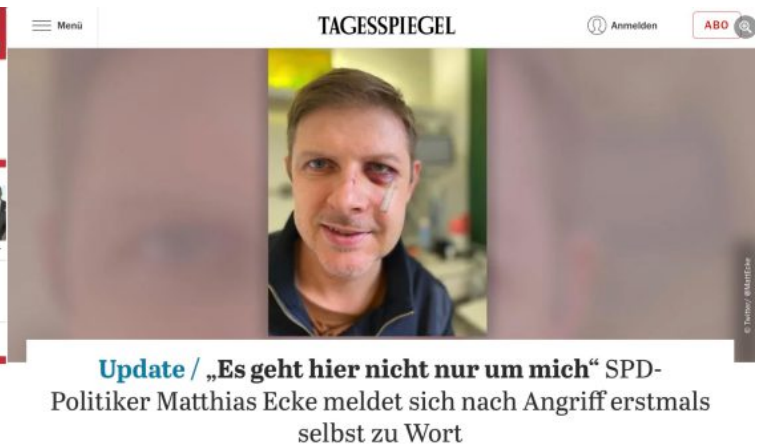 Menü
TAGESSPIEGEL
Anmelden
ABO
© Twitter/ @MattEcke
Update / „Es geht hier nicht nur um mich“ SPD-
Politiker Matthias Ecke meldet sich nach Angriff erstmals
selbst zu Wort